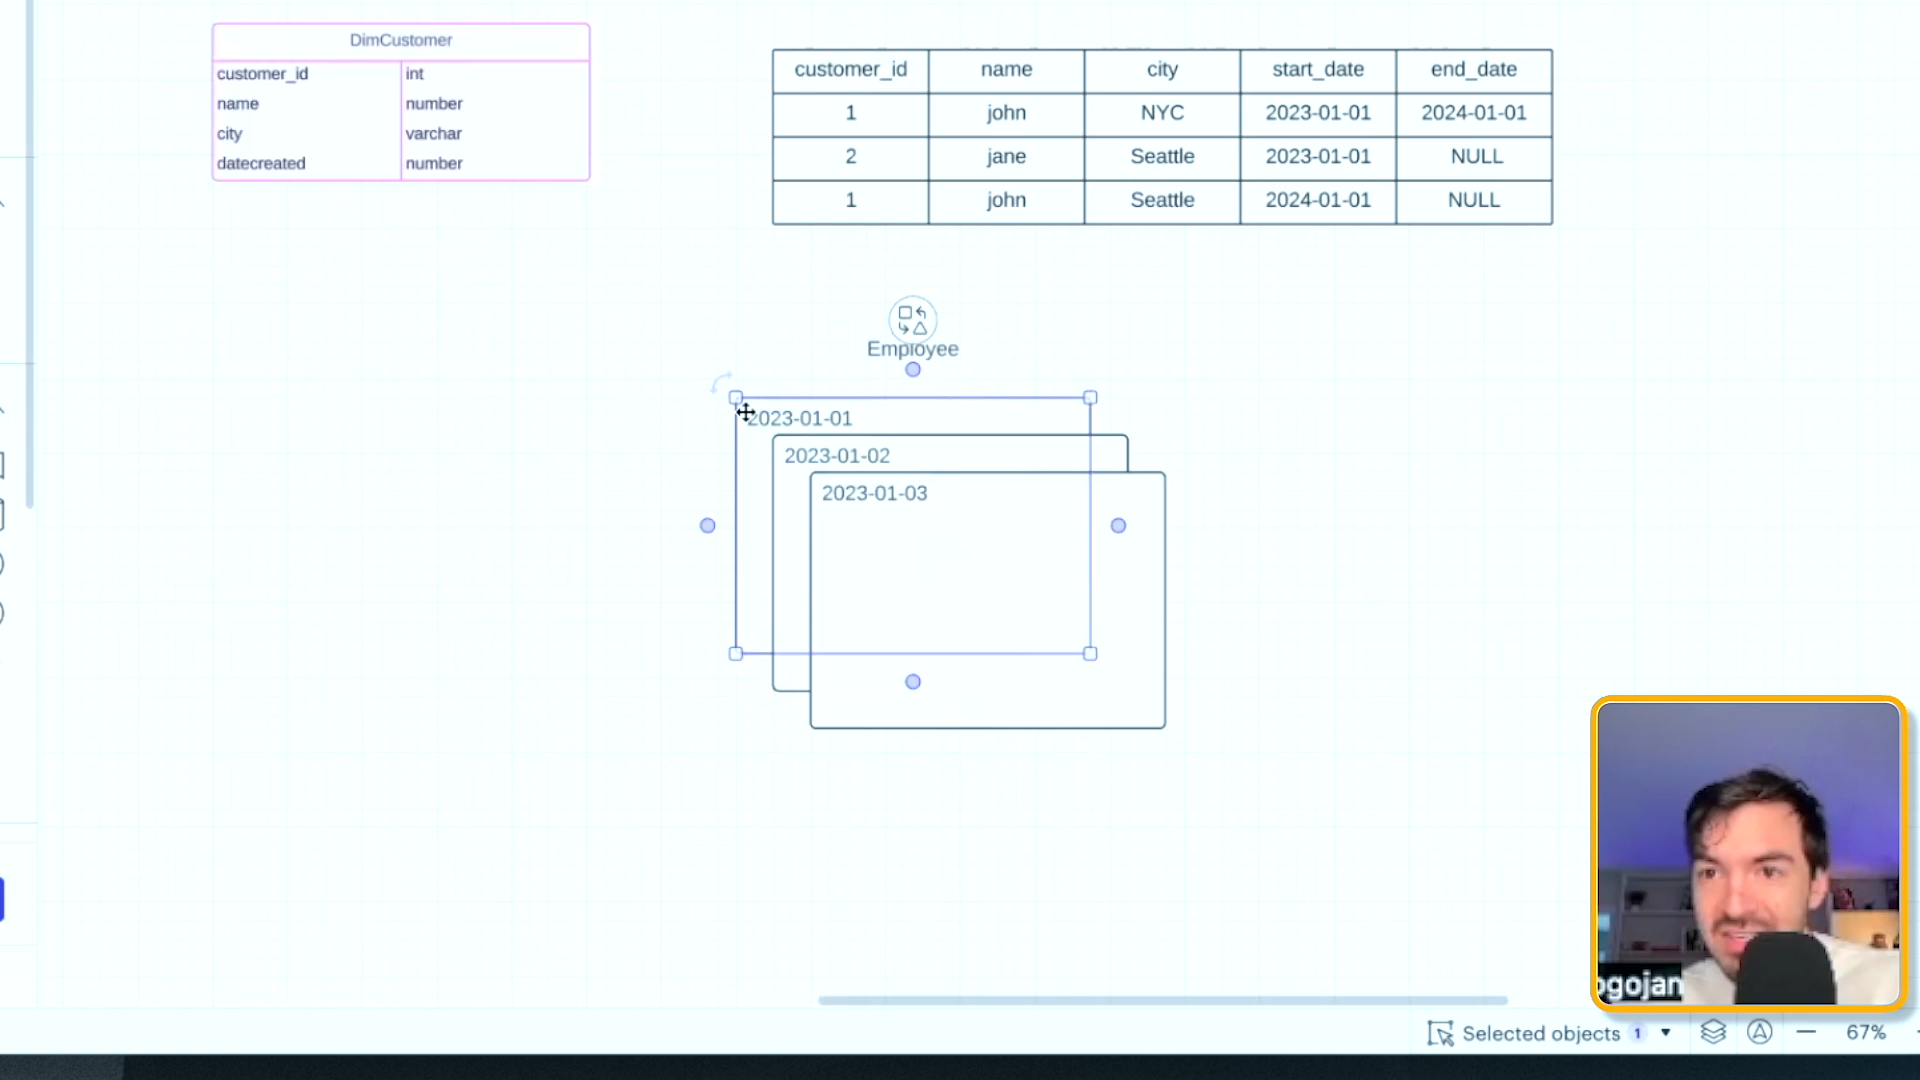 DimCustomer
customer_id int
name number
city varchar
datecreated number
customer_id name city start_date end_date
1 john NYC 2023-01-01 2024-01-01
2 jane Seattle 2023-01-01 NULL
1 john Seattle 2024-01-01 NULL
Employee
2023-01-01
2023-01-02
2023-01-03
ogojan
Selected objects 1
67%